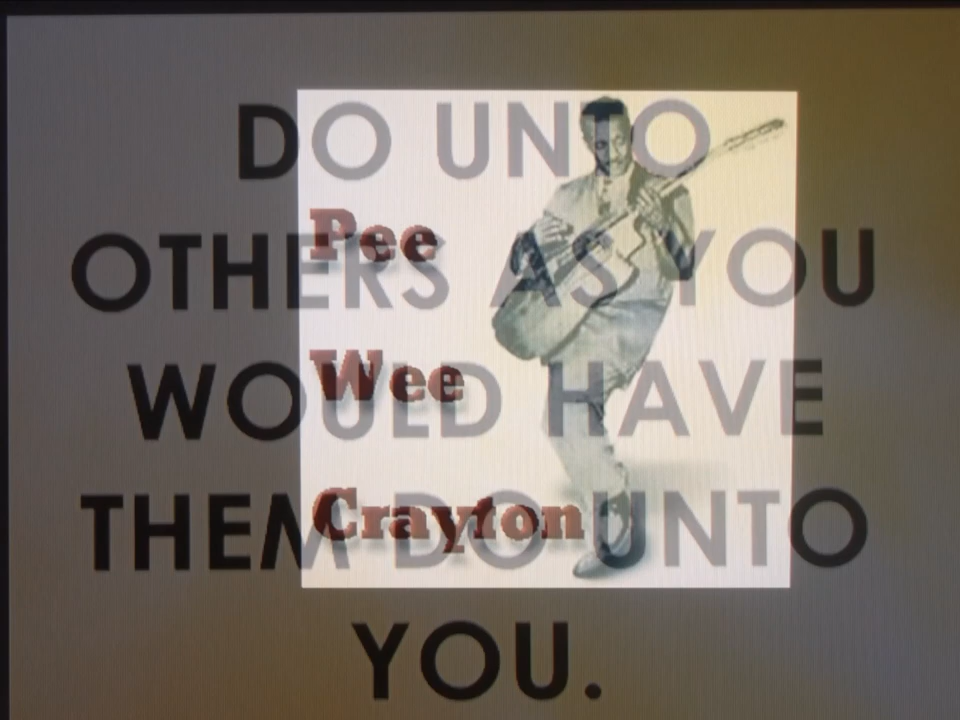 DO UNTO
Pee
OTHERS AS YOU
Wee
WOULD HAVE
Crayton
THEM DO UNTO
YOU.